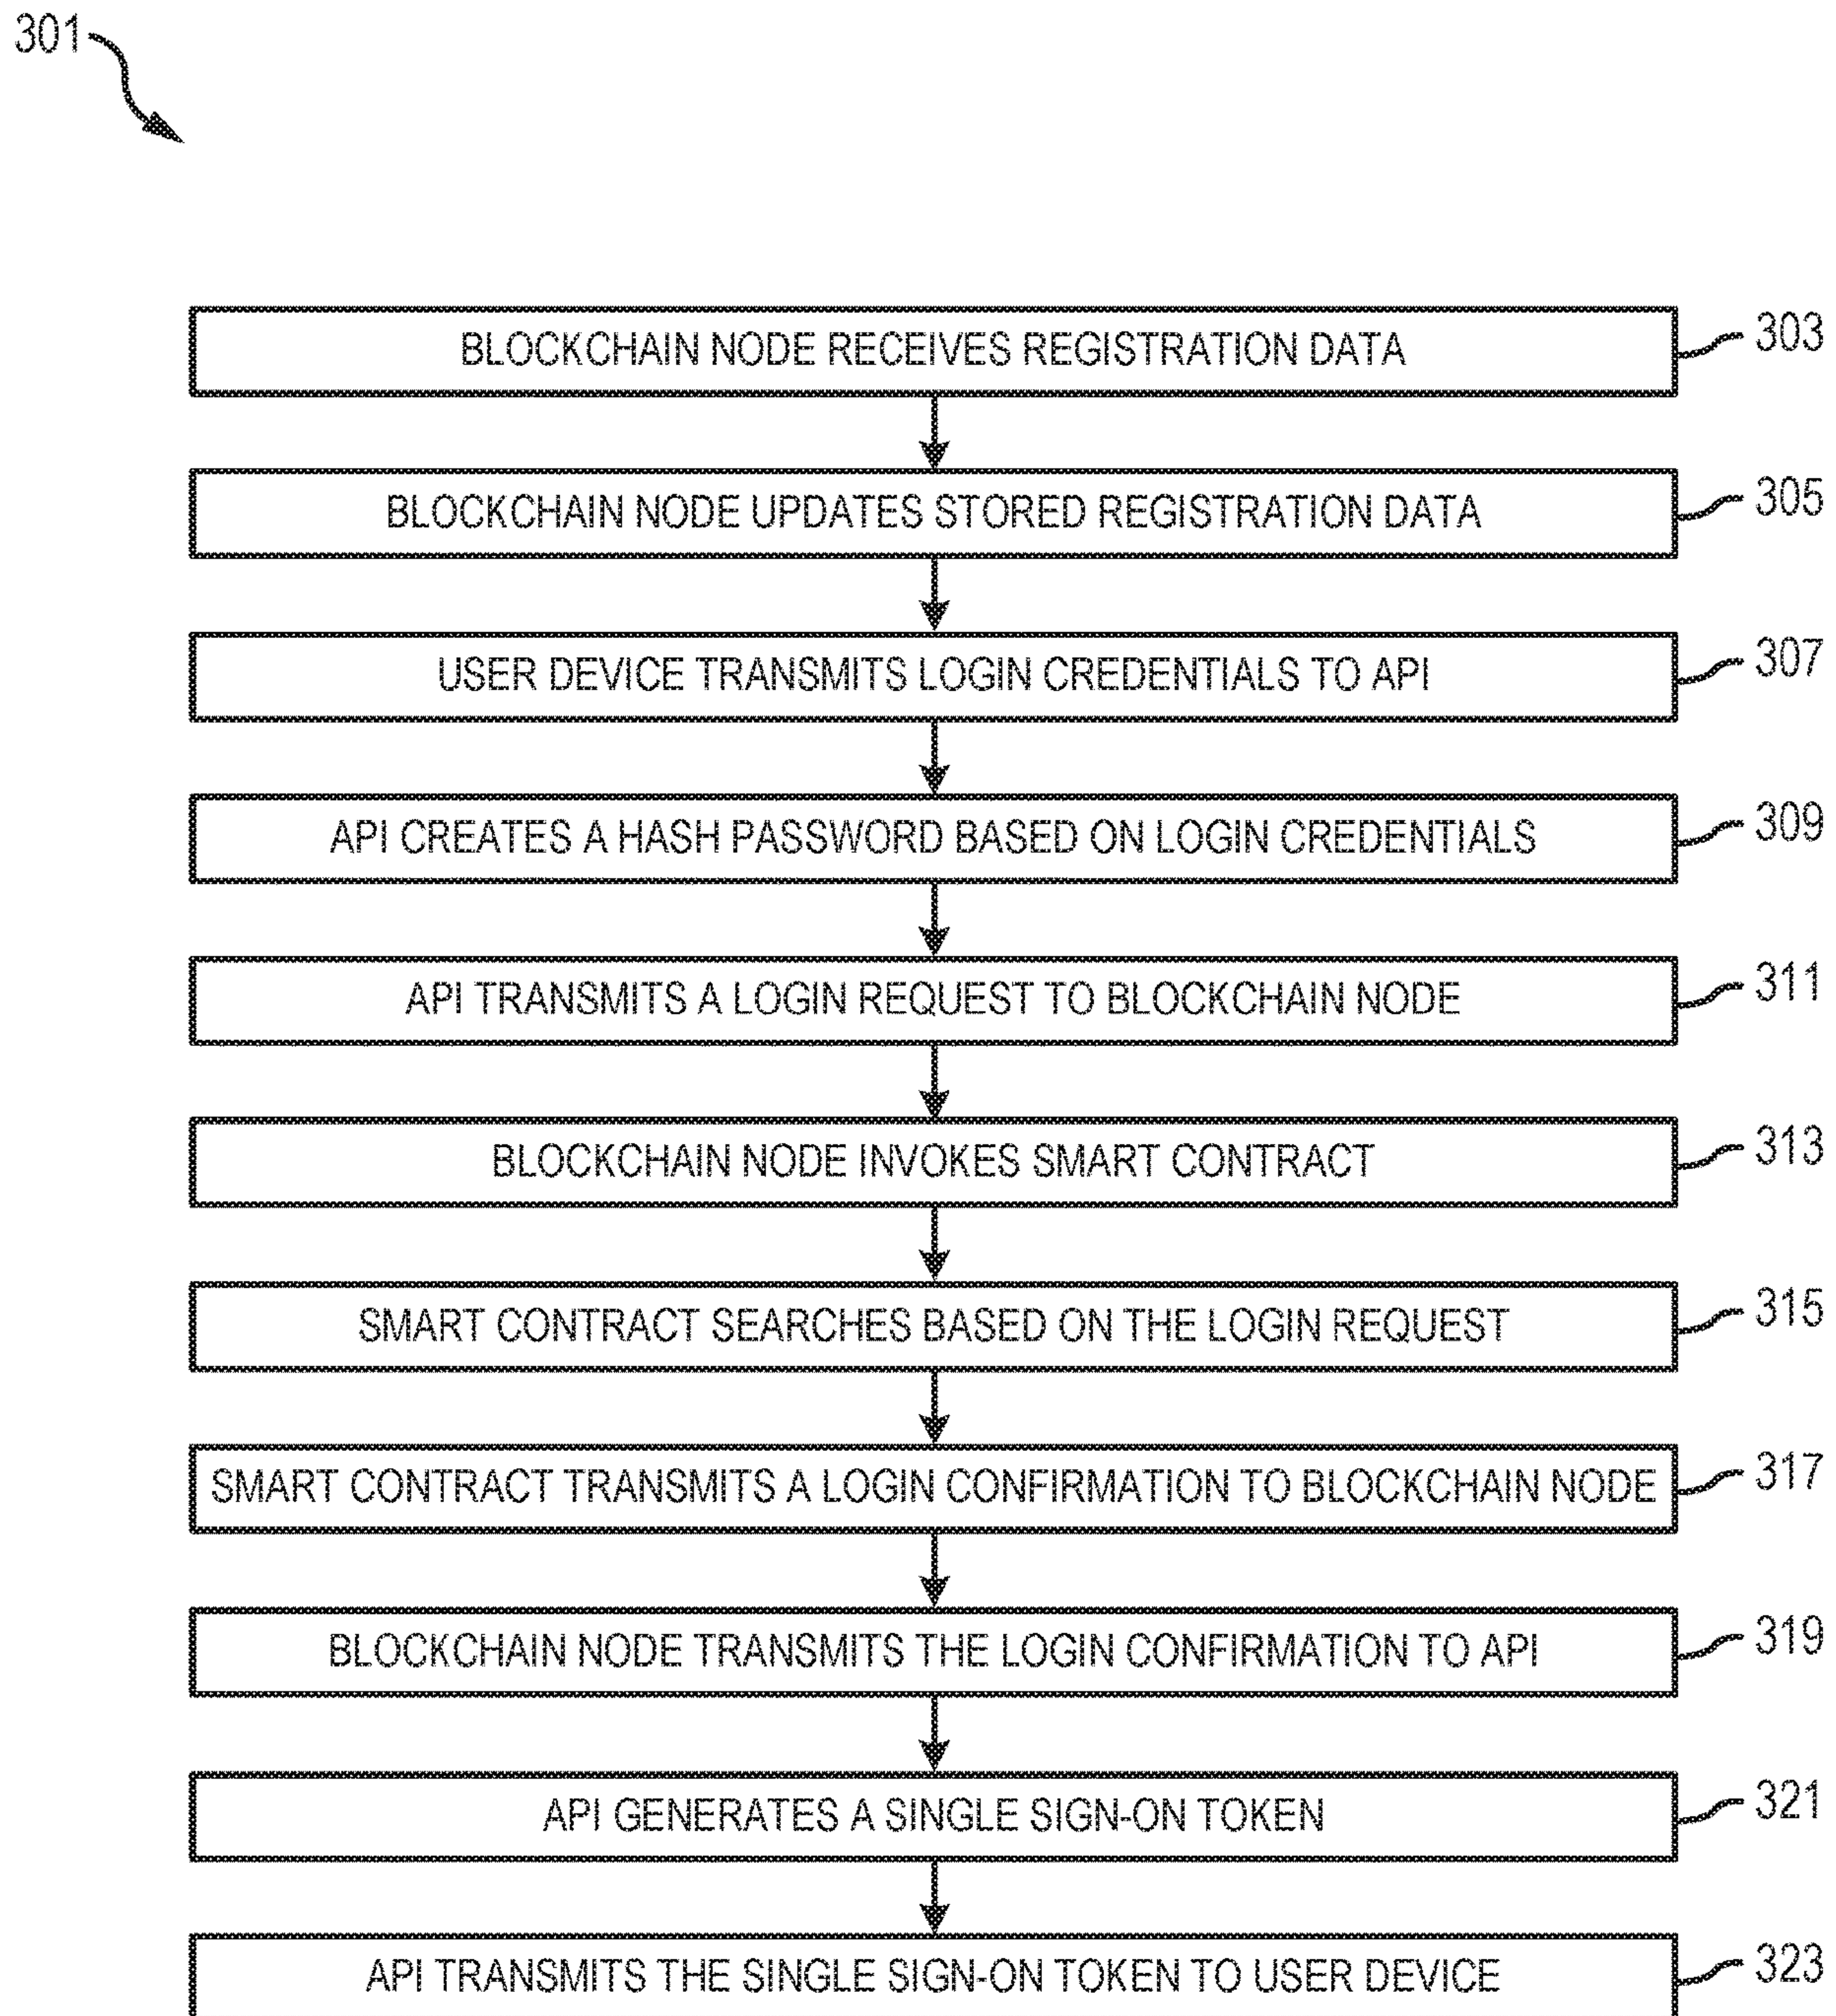 301
BLOCKCHAIN NODE RECEIVES REGISTRATION DATA 303
BLOCKCHAIN NODE UPDATES STORED REGISTRATION DATA 305
USER DEVICE TRANSMITS LOGIN CREDENTIALS TO API 307
API CREATES A HASH PASSWORD BASED ON LOGIN CREDENTIALS 309
API TRANSMITS A LOGIN REQUEST TO BLOCKCHAIN NODE 311
BLOCKCHAIN NODE INVOKES SMART CONTRACT 313
SMART CONTRACT SEARCHES BASED ON THE LOGIN REQUEST 315
SMART CONTRACT TRANSMITS A LOGIN CONFIRMATION TO BLOCKCHAIN NODE 317
BLOCKCHAIN NODE TRANSMITS THE LOGIN CONFIRMATION TO API 319
API GENERATES A SINGLE SIGN-ON TOKEN 321
API TRANSMITS THE SINGLE SIGN-ON TOKEN TO USER DEVICE 323